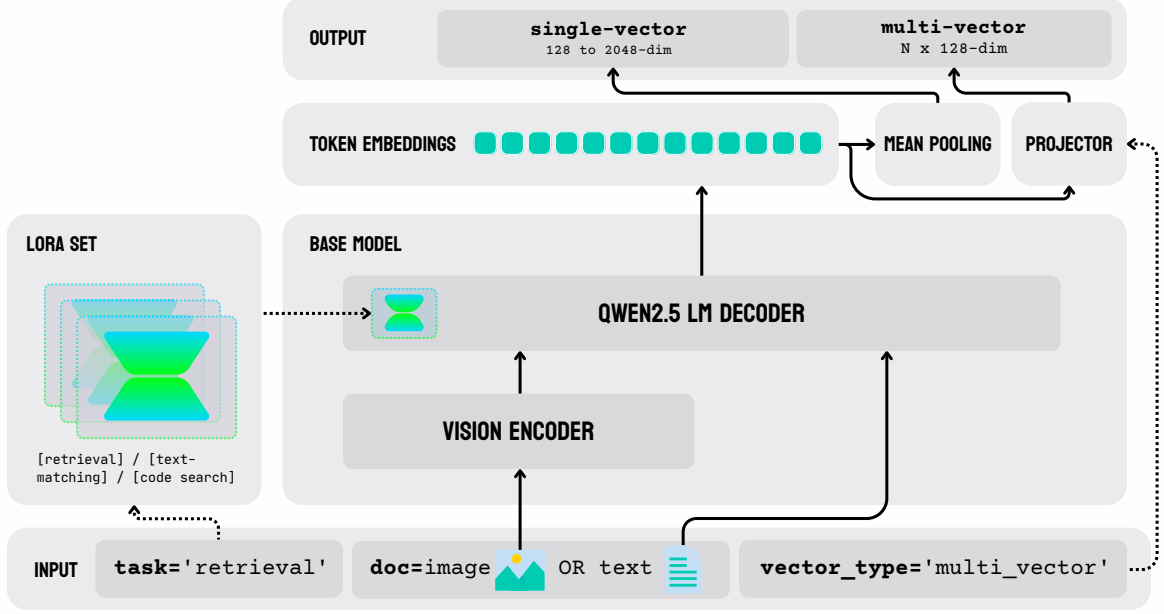 OUTPUT
single-vector
128 to 2048-dim
multi-vector
N x 128-dim
TOKEN EMBEDDINGS
MEAN POOLING
PROJECTOR
LORA SET
BASE MODEL
QWEN2.5 LM DECODER
VISION ENCODER
[retrieval] / [text-
matching] / [code search]
INPUT
task='retrieval'
doc=image OR text
vector_type='multi_vector'